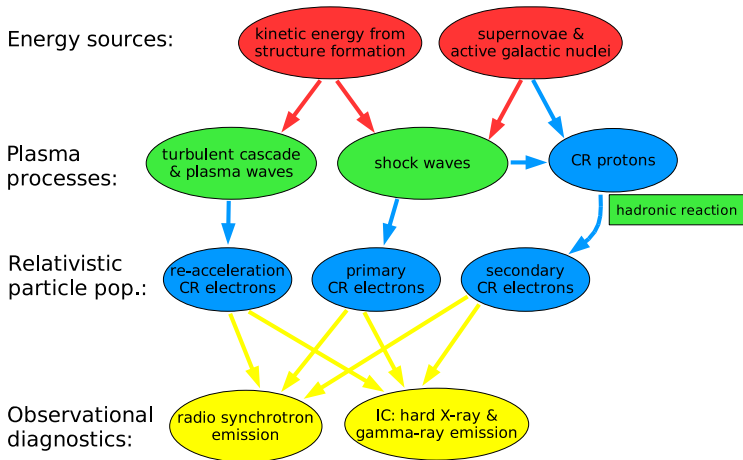 Energy sources:
kinetic energy from
structure formation
supernovae &
active galactic nuclei
Plasma
processes:
turbulent cascade
& plasma waves
shock waves
CR protons
hadronic reaction
Relativistic
particle pop.:
re-acceleration
CR electrons
primary
CR electrons
secondary
CR electrons
Observational
diagnostics:
radio synchrotron
emission
IC: hard X-ray &
gamma-ray emission